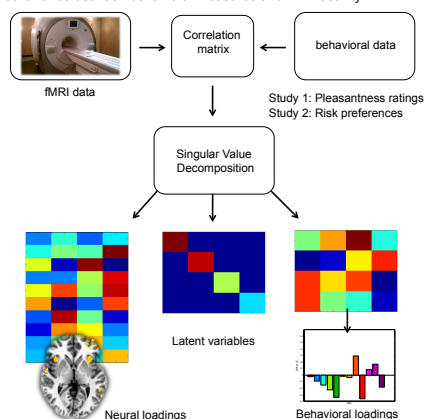 Correlation
matrix
behavioral data
fMRI data
Study 1: Pleasantness ratings
Study 2: Risk preferences
Singular Value
Decomposition
Latent variables
Neural loadings
Behavioral loadings